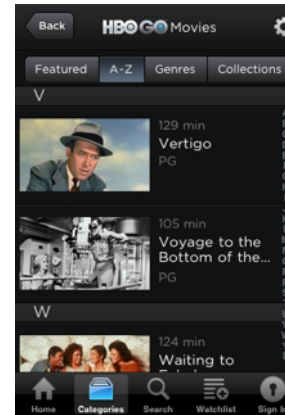 Back
HBO GO Movies
Featured
A-Z
Genres
Collections
V
129 min
Vertigo
PG
105 min
Voyage to the
Bottom of the...
PG
W
124 min
Waiting to
Home
Categories
Search
Watchlist
Sign